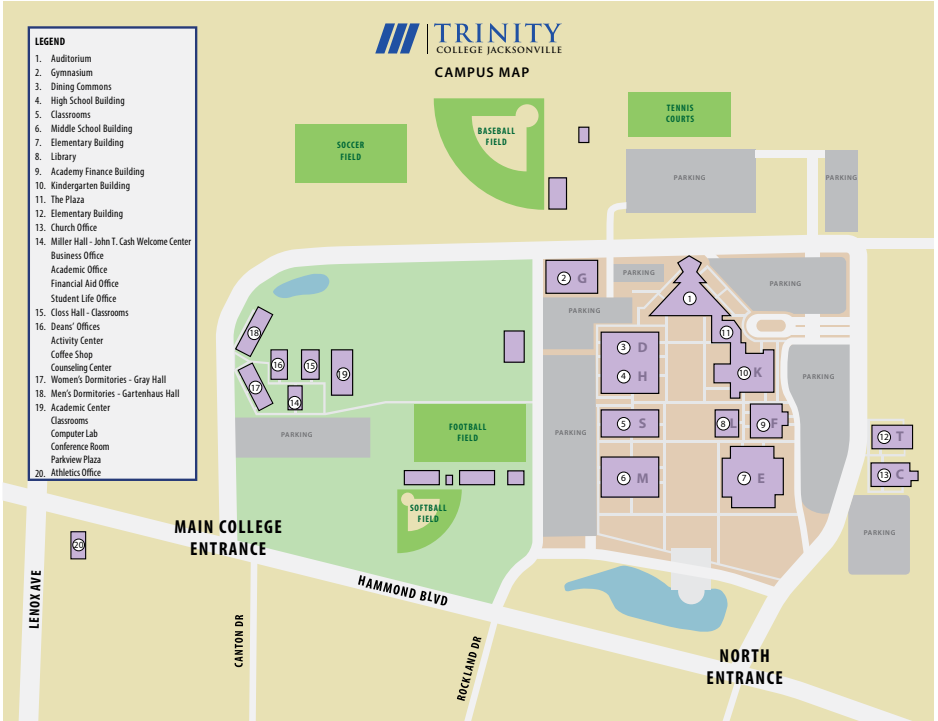 TRINITY
COLLEGE JACKSONVILLE
CAMPUS MAP
LEGEND
1. Auditorium
2. Gymnasium
3. Dining Commons
4. High School Building
5. Classrooms
6. Middle School Building
7. Elementary Building
8. Library
9. Academy Finance Building
10. Kindergarten Building
11. The Plaza
12. Elementary Building
13. Church Office
14. Miller Hall - John T. Cash Welcome Center
Business Office
Academic Office
Financial Aid Office
Student Life Office
15. Closs Hall - Classrooms
16. Deans' Offices
Activity Center
Coffee Shop
Counseling Center
17. Women's Dormitories - Gray Hall
18. Men's Dormitories - Gartenhaus Hall
19. Academic Center
Classrooms
Computer Lab
Conference Room
Parkview Plaza
20. Athletics Office
SOCCER
FIELD
BASEBALL
FIELD
TENNIS
COURTS
PARKING
PARKING
2 G
PARKING
PARKING
PARKING
1
11
18
3 D
16
15
19
4 H
10 K
PARKING
17
14
PARKING
FOOTBALL
FIELD
PARKING
5 S
8 L
9 F
12 T
6 M
7 E
13 C
SOFTBALL
FIELD
PARKING
20
MAIN COLLEGE
ENTRANCE
HAMMOND BLVD
LENOX AVE
CANTON DR
ROCKLAND DR
NORTH
ENTRANCE